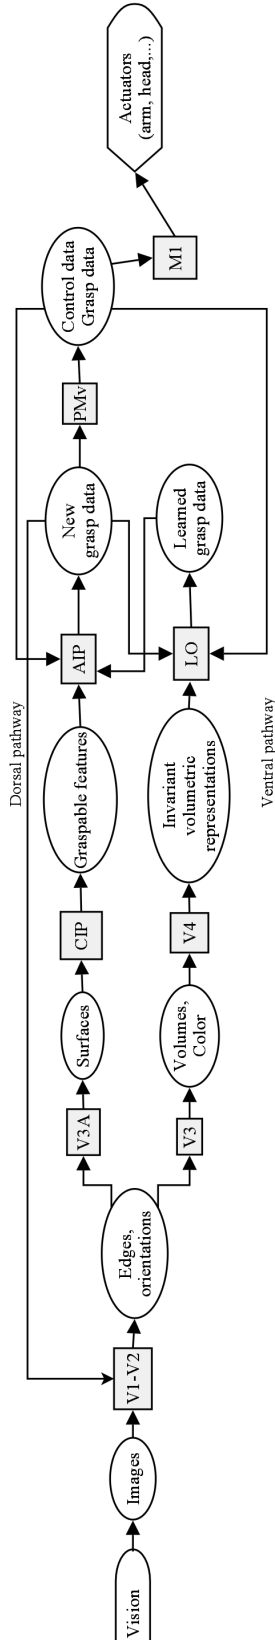 Vision
Images
V1-V2
Edges,
orientations
Dorsal pathway
V3A
Surfaces
CIP
Graspable features
AIP
New
grasp data
PMv
Control data
Grasp data
M1
Actuators
(arm, head,...)
V3
Volumes,
Color
V4
Invariant
volumetric
representations
LO
Learned
grasp data
Ventral pathway